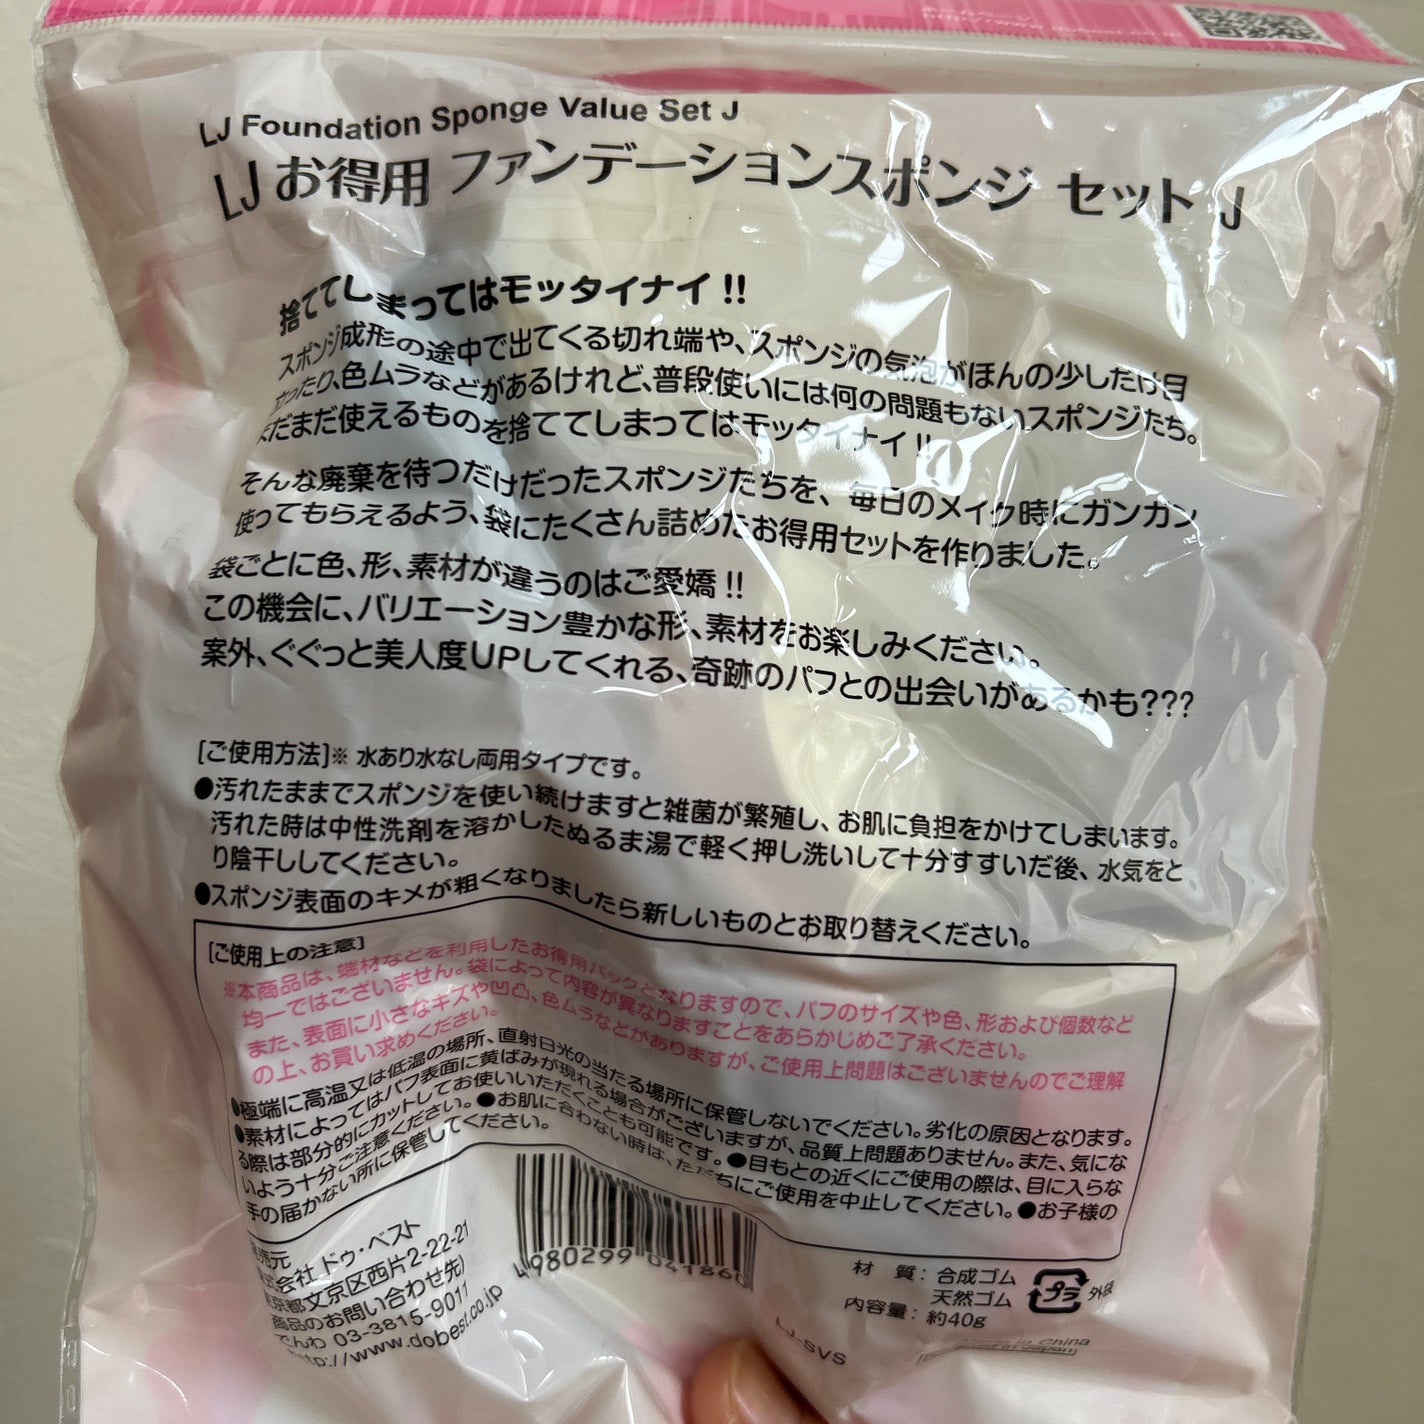 LJ Foundation Sponge Value Set J
LJ お得用 ファンデーションスポンジ セット J
捨ててしまってはモッタイナイ!!
スポンジ成形の途中で出てくる切れ端や、スポンジの気泡がほんの少しだけ目
立ったり、色ムラなどがあるけれど、普段使いには何の問題もないスポンジたち。
まだまだ使えるものを捨ててしまってはモッタイナイ!!
そんな廃棄を待つだけだったスポンジたちを、毎日のメイク時にガンガン
使ってもらえるよう、袋にたくさん詰めたお得用セットを作りました。
袋ごとに色、形、素材が違うのはご愛嬌!!
この機会に、バリエーション豊かな形、素材をお楽しみください。
案外、ぐぐっと美人度UPしてくれる、奇跡のパフとの出会いがあるかも???
[ご使用方法]※ 水あり水なし両用タイプです。
●汚れたままでスポンジを使い続けますと雑菌が繁殖し、お肌に負担をかけてしまいます。
汚れた時は中性洗剤を溶かしたぬるま湯で軽く押し洗いして十分すすいだ後、水気をと
り陰干ししてください。
●スポンジ表面のキメが粗くなりましたら新しいものとお取り替えください。
[ご使用上の注意]
※本商品は、端材などを利用したお得用パックとなりますので、パフのサイズや色、形および個数など
均一ではございません。袋によって内容が異なりますことをあらかじめご了承ください。
また、表面に小さなキズや凹凸、色ムラなどがありますが、ご使用上問題はございませんのでご理解
の上、お買い求めください。
●極端に高温又は低温の場所、直射日光の当たる場所に保管しないでください。劣化の原因となります。
●素材によってはパフ表面に黄ばみが現れる場合がございますが、品質上問題ありません。また、気にな
る際は部分的にカットしてお使いいただくことも可能です。●目もとの近くにご使用の際は、目に入らな
いよう十分ご注意ください。●お肌に合わない時は、ただちにご使用を中止してください。●お子様の
手の届かない所に保管してください。
発売元
株式会社 ドゥ・ベスト
東京都文京区西片2-22-21
(商品のお問い合わせ先)
でんわ 03-3815-9011
http://www.dobest.co.jp
4980299 041860
LJ-SVS
材 質：合成ゴム
天然ゴム
内容量：約40g
プラ 外袋
Made in China